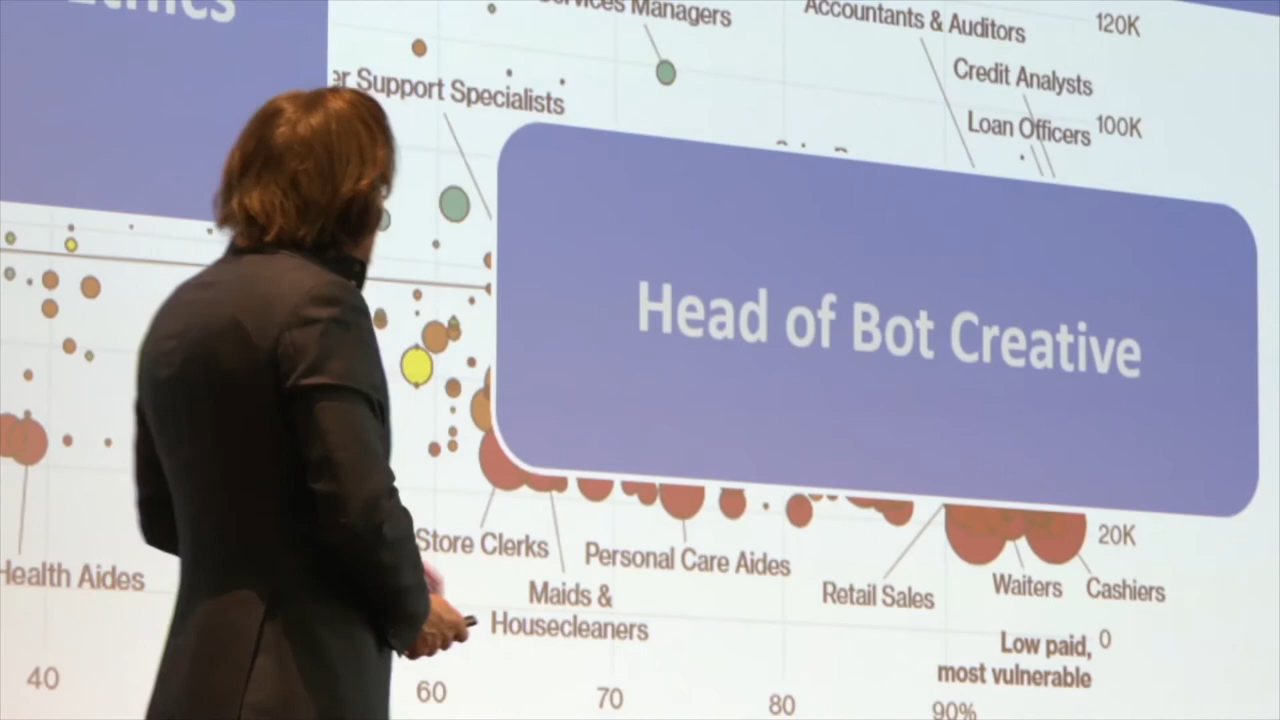 Services Managers
Accountants & Auditors
120K
Credit Analysts
Support Specialists
Loan Officers
100K
Head of Bot Creative
20K
Store Clerks
Personal Care Aides
Health Aides
Maids &
Housecleaners
Retail Sales
Waiters
Cashiers
Low paid,
most vulnerable
0
40
60
70
80
90%